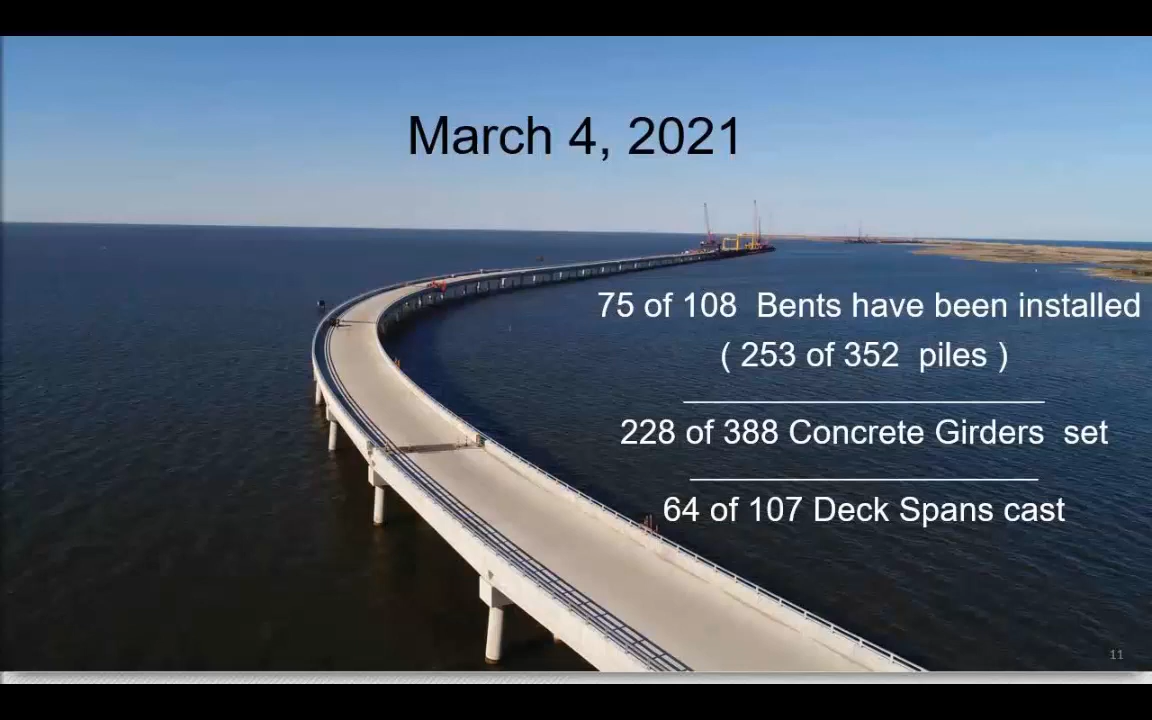 March 4, 2021
75 of 108 Bents have been installed
( 253 of 352 piles )
228 of 388 Concrete Girders set
64 of 107 Deck Spans cast
11